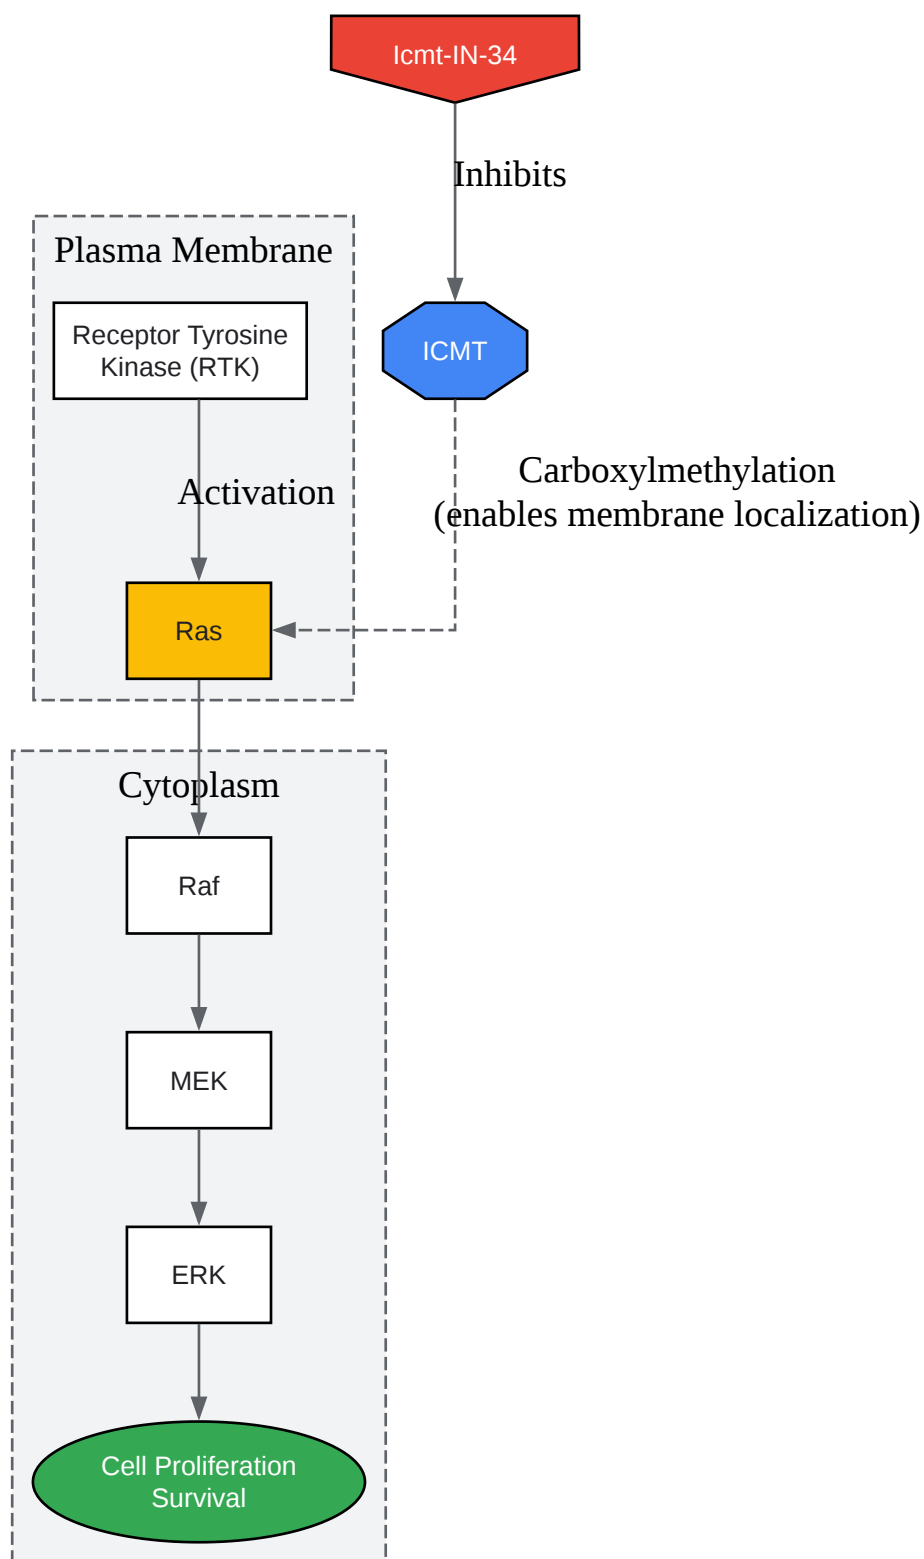 Icmt-IN-34
Inhibits
Plasma Membrane
Receptor Tyrosine
Kinase (RTK)
ICMT
Activation
Carboxylmethylation
(enables membrane localization)
Ras
Cytoplasm
Raf
MEK
ERK
Cell Proliferation
Survival